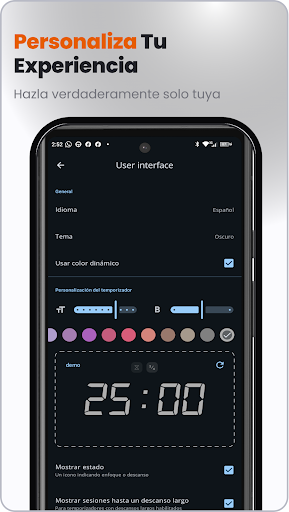 Personaliza Tu
Experiencia
Hazla verdaderamente solo tuya
2:52
User interface
General
Idioma
Español
Tema
Oscuro
Usar color dinámico
Personalización del temporizador
B
demo
25:00
Mostrar estado
Un icono indicando enfoque o descanso
Mostrar sesiones hasta un descanso largo
Para temporizadores con descansos largos habilitados